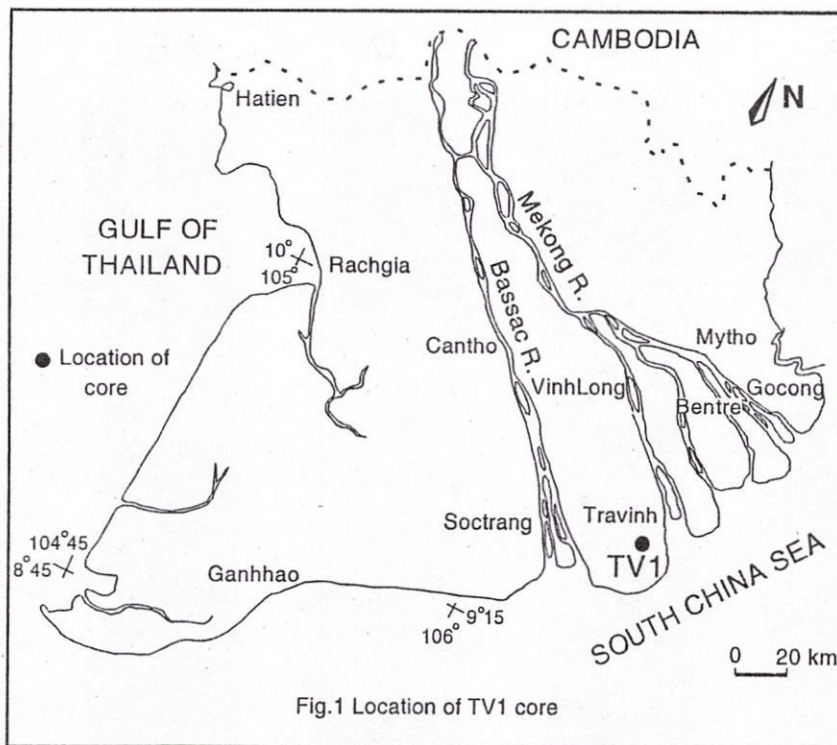 CAMBODIA
N
Hatien
GULF OF
THAILAND
10°
105°
Rachgia
Mekong R.
Bassac R.
Location of
core
Cantho
VinhLong
Mytho
Gocong
Bentre
Soctrang
Travinh
TV1
104°45
8°45
Ganhhao
9°15
106°
SOUTH CHINA SEA
0 20 km
Fig.1 Location of TV1 core